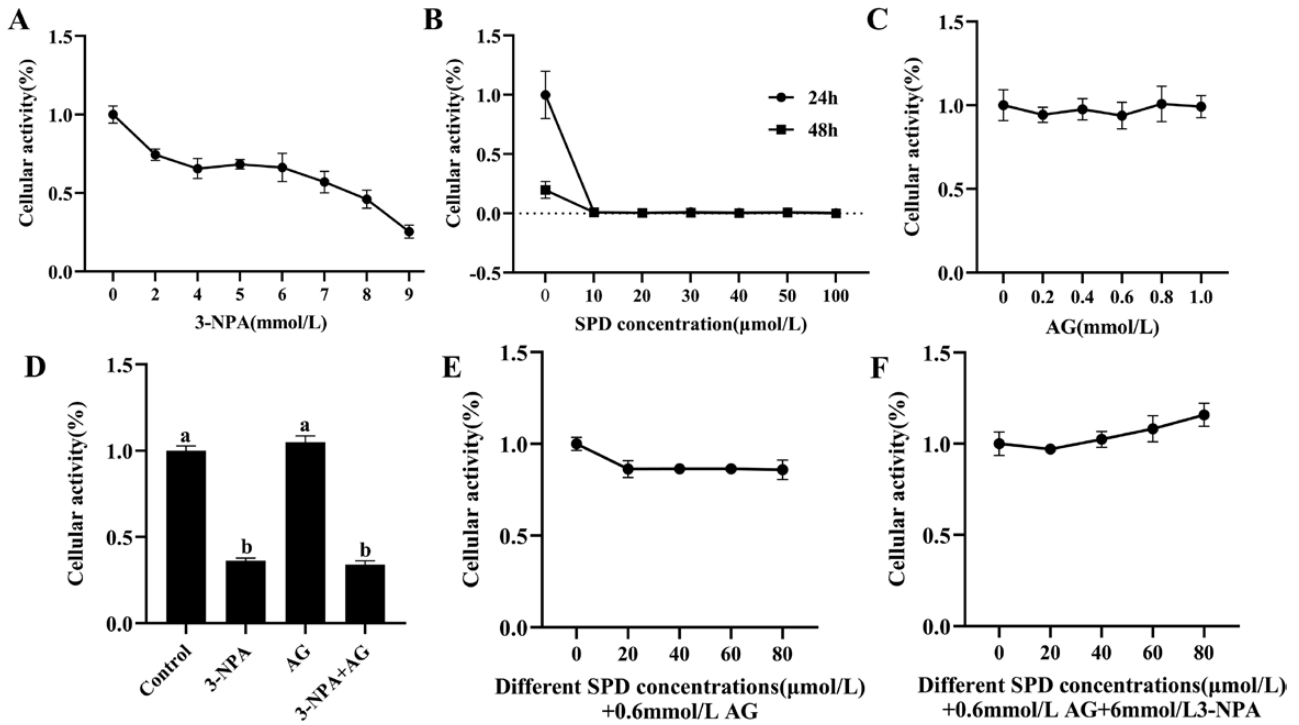 A
Cellular activity(%)
1.5
1.0
0.5
0.0
0 2 4 5 6 7 8 9
3-NPA(mmol/L)
B
Cellular activity(%)
1.5
1.0
0.5
0.0
-0.5
24h
48h
0 10 20 30 40 50 100
SPD concentration(µmol/L)
C
Cellular activity(%)
1.5
1.0
0.5
0.0
0 0.2 0.4 0.6 0.8 1.0
AG(mmol/L)
D
Cellular activity(%)
1.5
1.0
0.5
0.0
a b a b
Control 3-NPA AG 3-NPA+AG
E
Cellular activity(%)
1.5
1.0
0.5
0.0
0 20 40 60 80
Different SPD concentrations(µmol/L)
+0.6mmol/L AG
F
Cellular activity(%)
1.5
1.0
0.5
0.0
0 20 40 60 80
Different SPD concentrations(µmol/L)
+0.6mmol/L AG+6mmol/L3-NPA